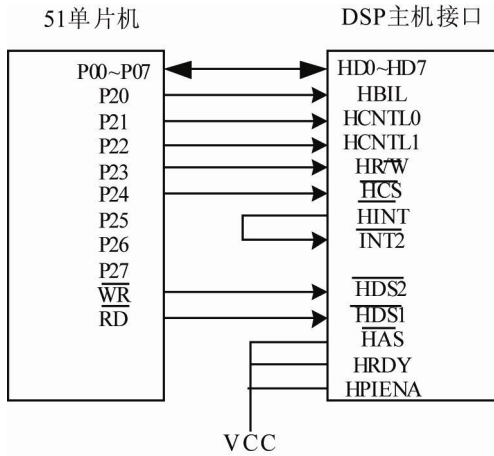 51单片机
DSP主机接口
P00~P07
P20
P21
P22
P23
P24
P25
P26
P27
WR
RD
HD0~HD7
HBIL
HCNTL0
HCNTL1
HR/W
HCS
HINT
INT2
HDS2
HDS1
HAS
HRDY
HPIENA
VCC